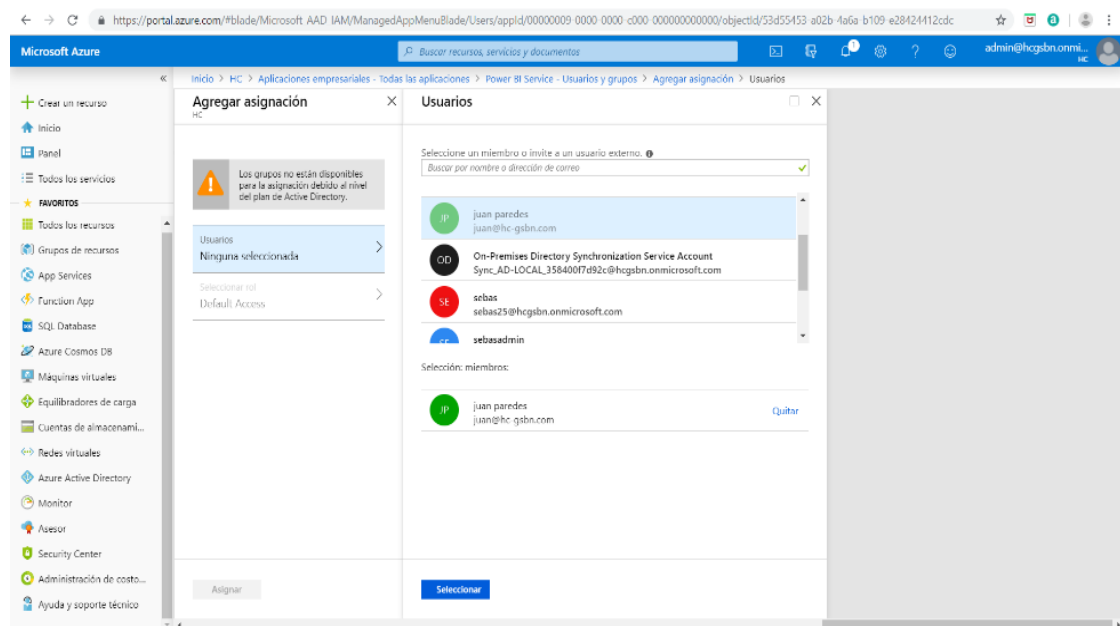 https://portal.azure.com/#blade/Microsoft_AAD_IAM/ManagedAppMenuBlade/Users/appId/00000009-0000-0000-c000-000000000000/objectId/53d55453-a02b-4a6a-b109-e28424412cdc
Microsoft Azure
Buscar recursos, servicios y documentos
1
admin@hcgsbn.onmi...
HC
Inicio > HC > Aplicaciones empresariales - Todas las aplicaciones > Power BI Service - Usuarios y grupos > Agregar asignación > Usuarios
Crear un recurso
Inicio
Panel
Todos los servicios
FAVORITOS
Todos los recursos
Grupos de recursos
App Services
Function App
SQL Database
Azure Cosmos DB
Máquinas virtuales
Equilibradores de carga
Cuentas de almacenami...
Redes virtuales
Azure Active Directory
Monitor
Asesor
Security Center
Administración de costo...
Ayuda y soporte técnico
Agregar asignación
HC
Los grupos no están disponibles
para la asignación debido al nivel
del plan de Active Directory.
Usuarios
Ninguna seleccionada
Seleccionar rol
Default Access
Asignar
Usuarios
Seleccione un miembro o invite a un usuario externo.
Buscar por nombre o dirección de correo
JP
juan paredes
juan@hc-gsbn.com
OD
On-Premises Directory Synchronization Service Account
Sync_AD-LOCAL_358400f7d92c@hcgsbn.onmicrosoft.com
SE
sebas
sebas25@hcgsbn.onmicrosoft.com
SE
sebasadmin
Selección: miembros:
JP
juan paredes
juan@hc-gsbn.com
Quitar
Seleccionar